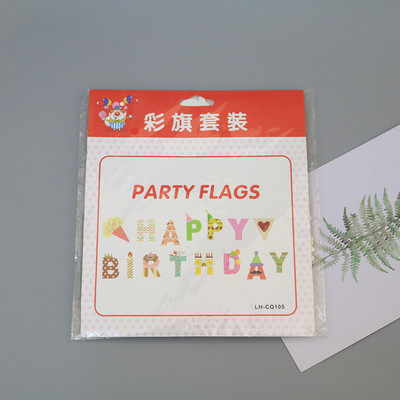 彩旗套装
PARTY FLAGS
HAPPY
BIRTHDAY
LH-CQ105